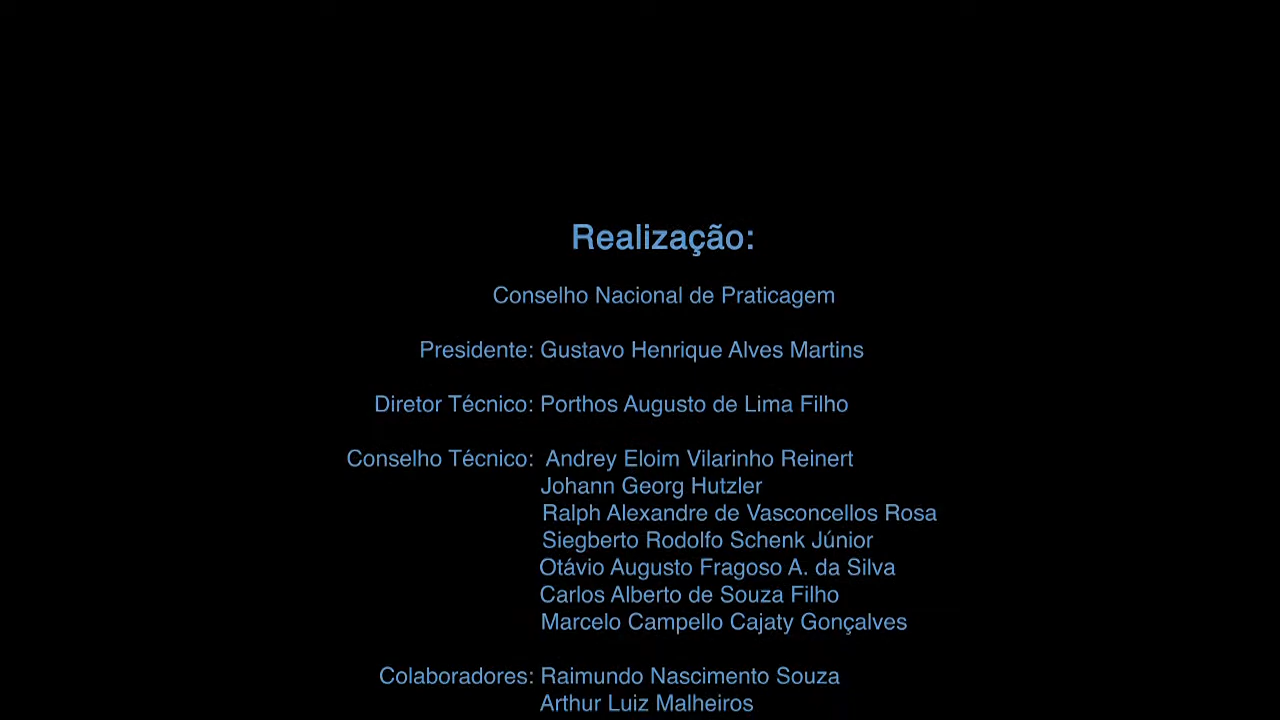 Realização:
Conselho Nacional de Praticagem
Presidente: Gustavo Henrique Alves Martins
Diretor Técnico: Porthos Augusto de Lima Filho
Conselho Técnico: Andrey Eloim Vilarinho Reinert
Johann Georg Hutzler
Ralph Alexandre de Vasconcellos Rosa
Siegberto Rodolfo Schenk Júnior
Otávio Augusto Fragoso A. da Silva
Carlos Alberto de Souza Filho
Marcelo Campello Cajaty Gonçalves
Colaboradores: Raimundo Nascimento Souza
Arthur Luiz Malheiros